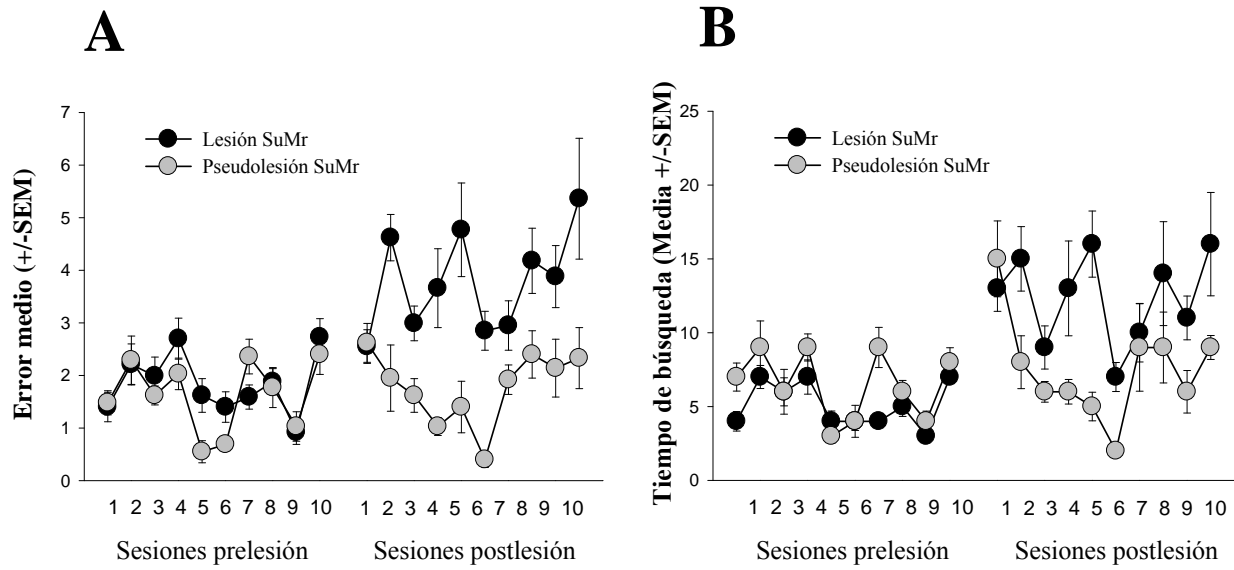 A
Error medio (+/-SEM)
7
6
5
4
3
2
1
0
Lesión SuMr
Pseudolesión SuMr
1 2 3 4 5 6 7 8 9 10
1 2 3 4 5 6 7 8 9 10
Sesiones prelesión
Sesiones postlesión
B
Tiempo de búsqueda (Media +/-SEM)
25
20
15
10
5
0
Lesión SuMr
Pseudolesión SuMr
1 2 3 4 5 6 7 8 9 10
1 2 3 4 5 6 7 8 9 10
Sesiones prelesión
Sesiones postlesión